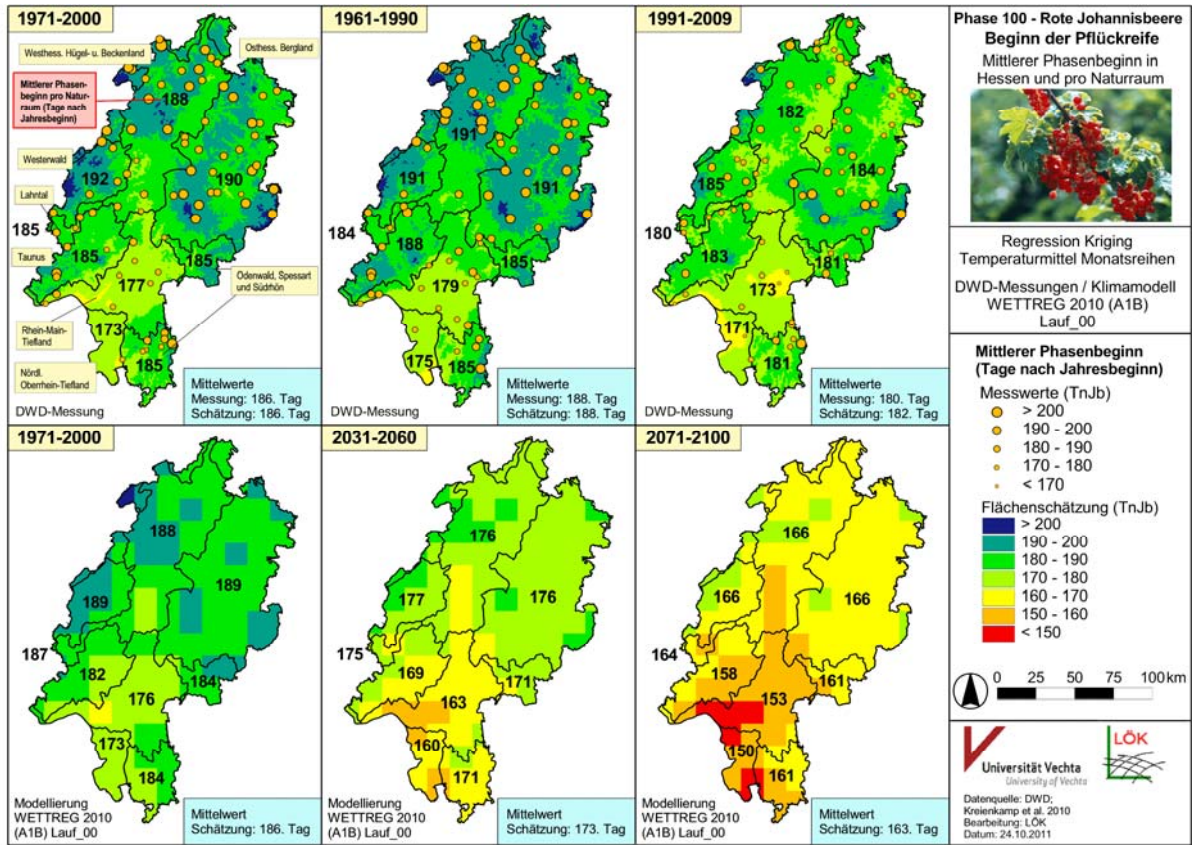 1971-2000
Westhess. Hügel- u. Beckenland
Osthess. Bergland
Mittlerer Phasen-
beginn pro Natur-
raum (Tage nach
Jahresbeginn)
188
Westerwald
192
190
Lahntal
185
Taunus
185
185
177
Odenwald, Spessart
und Südrhön
Rhein-Main-
Tiefland
173
Nördl.
Oberrhein-Tiefland
185
DWD-Messung
Mittelwerte
Messung: 186. Tag
Schätzung: 186. Tag
1961-1990
191
191
191
184
188
185
179
175
185
DWD-Messung
Mittelwerte
Messung: 188. Tag
Schätzung: 188. Tag
1991-2009
182
184
185
180
183
181
173
171
181
DWD-Messung
Mittelwerte
Messung: 180. Tag
Schätzung: 182. Tag
Phase 100 - Rote Johannisbeere
Beginn der Pflückreife
Mittlerer Phasenbeginn in
Hessen und pro Naturraum
Regression Kriging
Temperaturmittel Monatsreihen
DWD-Messungen / Klimamodell
WETTREG 2010 (A1B)
Lauf_00
Mittlerer Phasenbeginn
(Tage nach Jahresbeginn)
Messwerte (TnJb)
> 200
190 - 200
180 - 190
170 - 180
< 170
Flächenschätzung (TnJb)
> 200
190 - 200
180 - 190
170 - 180
160 - 170
150 - 160
< 150
0 25 50 75 100 km
1971-2000
188
189
189
187
182
184
176
173
184
Modellierung
WETTREG 2010
(A1B) Lauf_00
Mittelwert
Schätzung: 186. Tag
2031-2060
176
177
176
175
169
171
163
160
171
Modellierung
WETTREG 2010
(A1B) Lauf_00
Mittelwert
Schätzung: 173. Tag
2071-2100
166
166
166
164
158
161
153
150
161
Modellierung
WETTREG 2010
(A1B) Lauf_00
Mittelwert
Schätzung: 163. Tag
Universität Vechta
University of Vechta
LÖK
Datenquelle: DWD;
Kreienkamp et al. 2010
Bearbeitung: LÖK
Datum: 24.10.2011